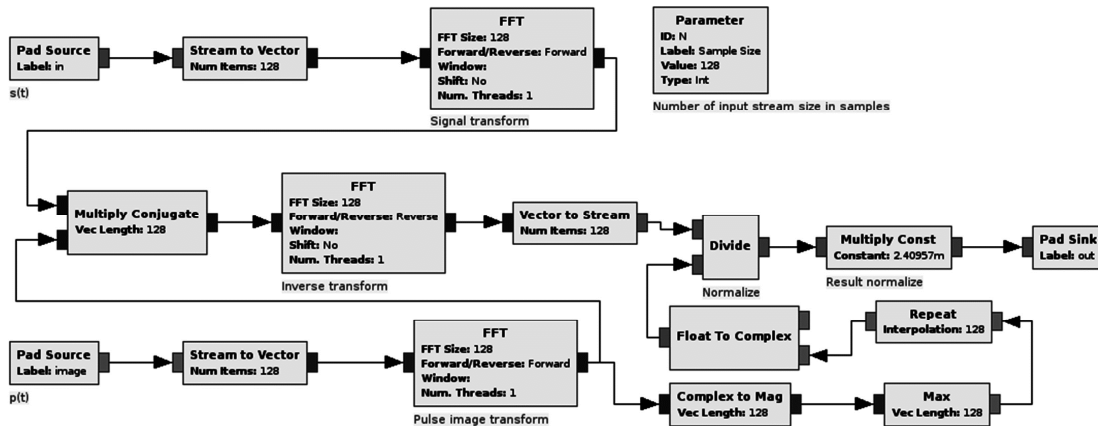 Pad Source
Label: in
s(t)
Stream to Vector
Num Items: 128
FFT
FFT Size: 128
Forward/Reverse: Forward
Window:
Shift: No
Num. Threads: 1
Signal transform
Parameter
ID: N
Label: Sample Size
Value: 128
Type: Int
Number of input stream size in samples
Multiply Conjugate
Vec Length: 128
FFT
FFT Size: 128
Forward/Reverse: Reverse
Window:
Shift: No
Num. Threads: 1
Inverse transform
Vector to Stream
Num Items: 128
Divide
Normalize
Multiply Const
Constant: 2.40957m
Result normalize
Pad Sink
Label: out
Float To Complex
Repeat
Interpolation: 128
Pad Source
Label: image
p(t)
Stream to Vector
Num Items: 128
FFT
FFT Size: 128
Forward/Reverse: Forward
Window:
Num. Threads: 1
Pulse image transform
Complex to Mag
Vec Length: 128
Max
Vec Length: 128